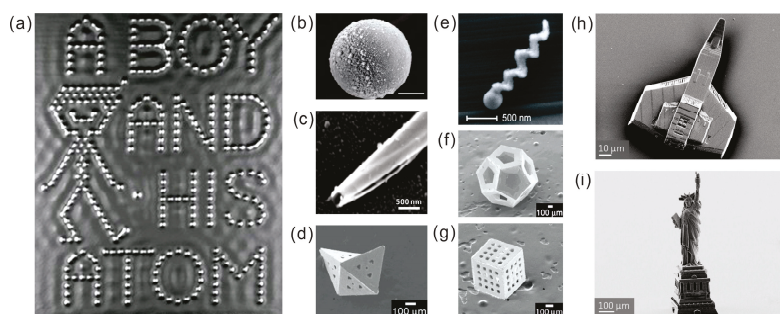 (a)
A BOY
AND
HIS
ATOM
(b)
(c)
500 nm
(d)
100 μm
(e)
500 nm
(f)
100 μm
(g)
100 μm
(h)
10 μm
(i)
100 μm